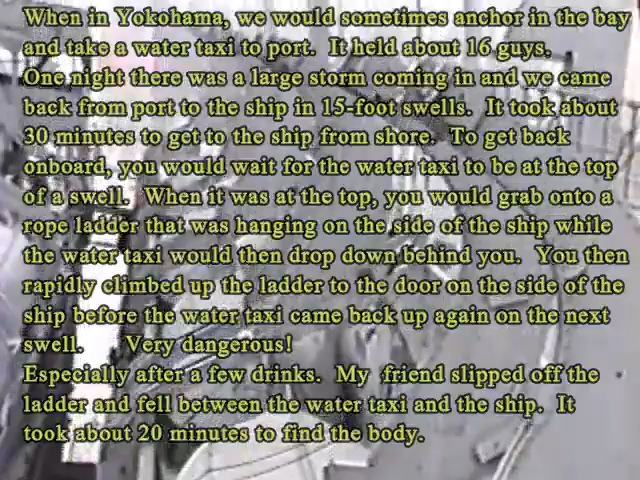 When in Yokohama, we would sometimes anchor in the bay
and take a water taxi to port.  It held about 16 guys.
One night there was a large storm coming in and we came
back from port to the ship in 15-foot swells.  It took about
30 minutes to get to the ship from shore.  To get back
onboard, you would wait for the water taxi to be at the top
of a swell.  When it was at the top, you would grab onto a
rope ladder that was hanging on the side of the ship while
the water taxi would then drop down behind you.  You then
rapidly climbed up the ladder to the door on the side of the
ship before the water taxi came back up again on the next
swell.      Very dangerous!
Especially after a few drinks.  My  friend slipped off the
ladder and fell between the water taxi and the ship.  It
took about 20 minutes to find the body.